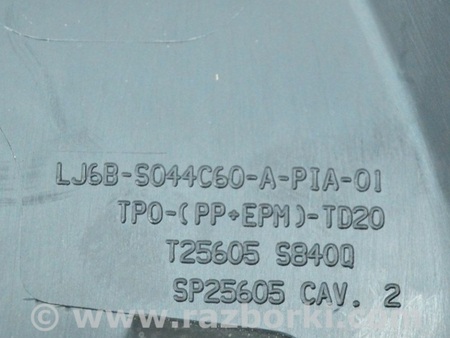 LJ6B-S044C60-A-PIA-01
TPO-(PP+EPM)-TD20
T25605 S840Q
SP25605 CAV. 2
© www.razborki.com